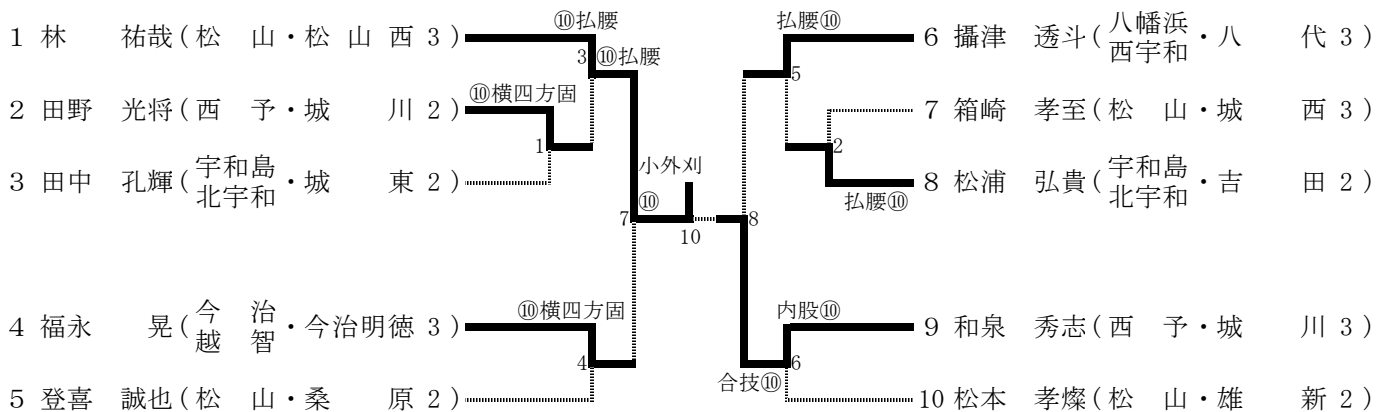 ⑩払腰
払腰⑩
1 林 祐哉(松 山・松 山 西 3)
6 攝津 透斗(八幡浜 西宇和・八 代 3)
3 ⑩払腰
5
⑩横四方固
2 田野 光将(西 予・城 川 2)
7 箱崎 孝至(松 山・城 西 3)
1
2
小外刈
3 田中 孔輝(宇和島 北宇和・城 東 2)
8 松浦 弘貴(宇和島 北宇和・吉 田 2)
払腰⑩
7 ⑩
8
10
⑩横四方固
内股⑩
4 福永 晃(今 治 越 智・今治明徳 3)
9 和泉 秀志(西 予・城 川 3)
4
6
合技⑩
5 登喜 誠也(松 山・桑 原 2)
10 松本 孝燦(松 山・雄 新 2)